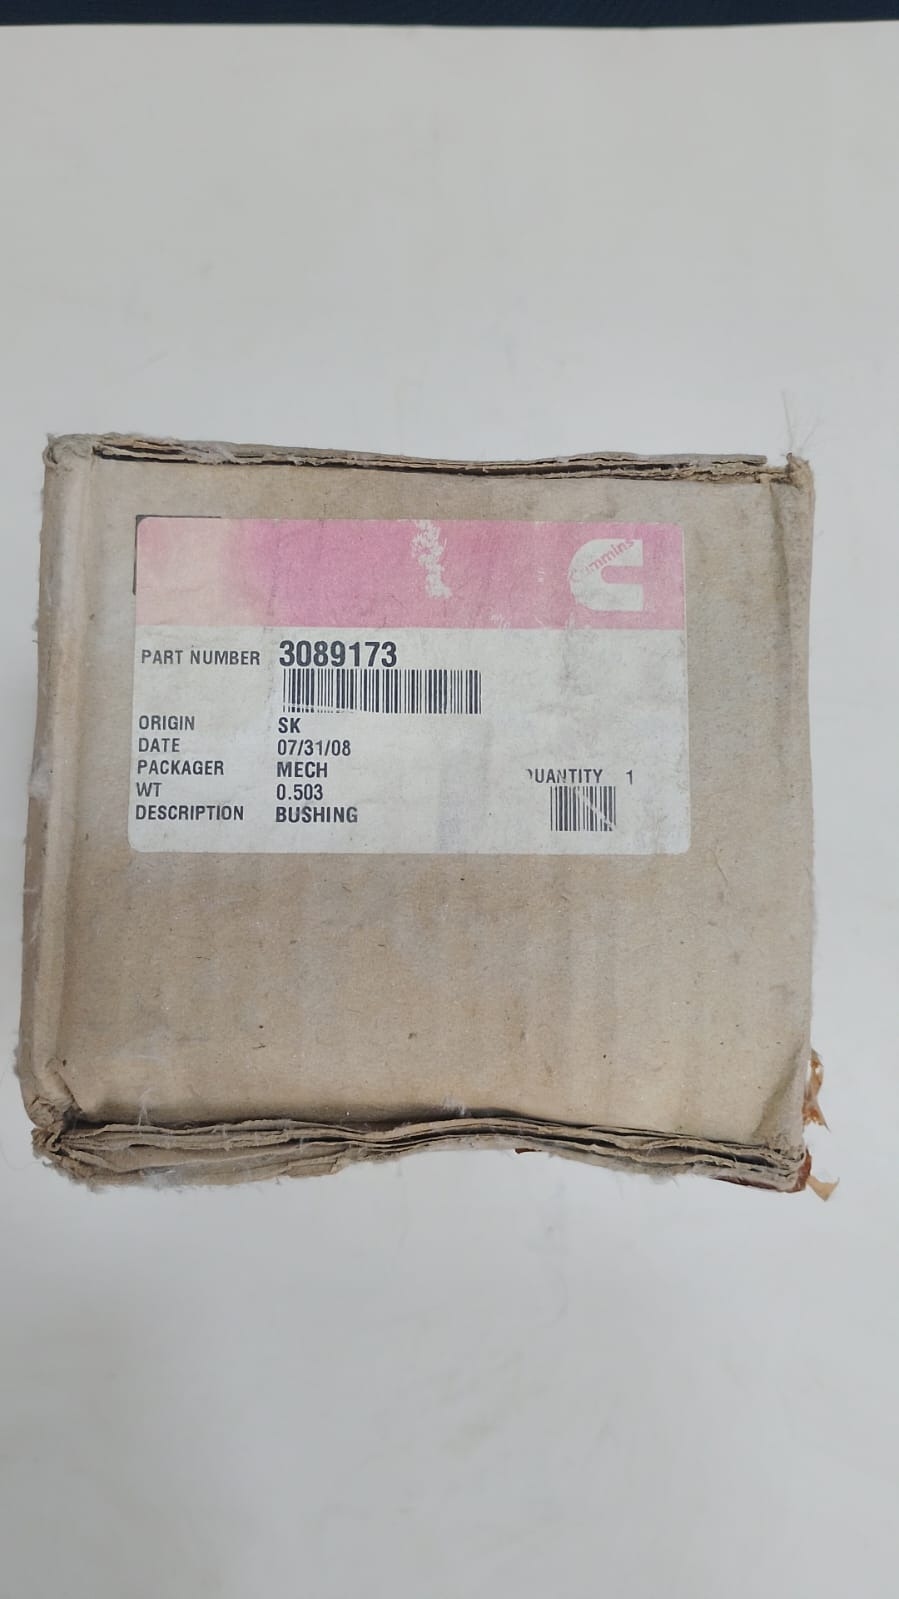 Cummins
PART NUMBER 3089173
ORIGIN SK
DATE 07/31/08
PACKAGER MECH
QUANTITY 1
WT 0.503
DESCRIPTION BUSHING